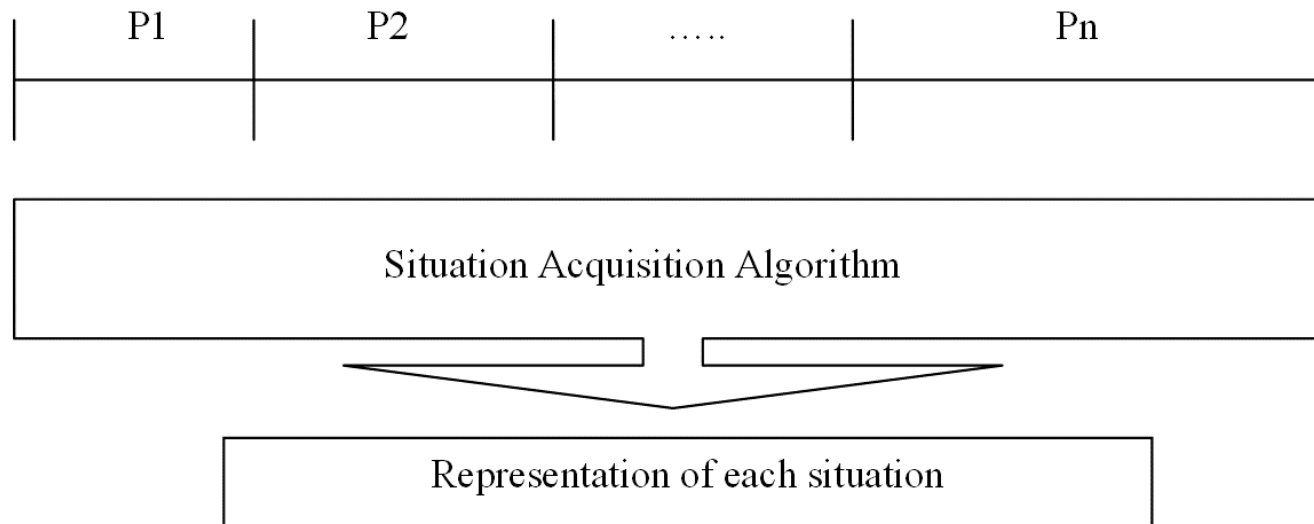 P1 P2 ..... Pn
Situation Acquisition Algorithm
Representation of each situation